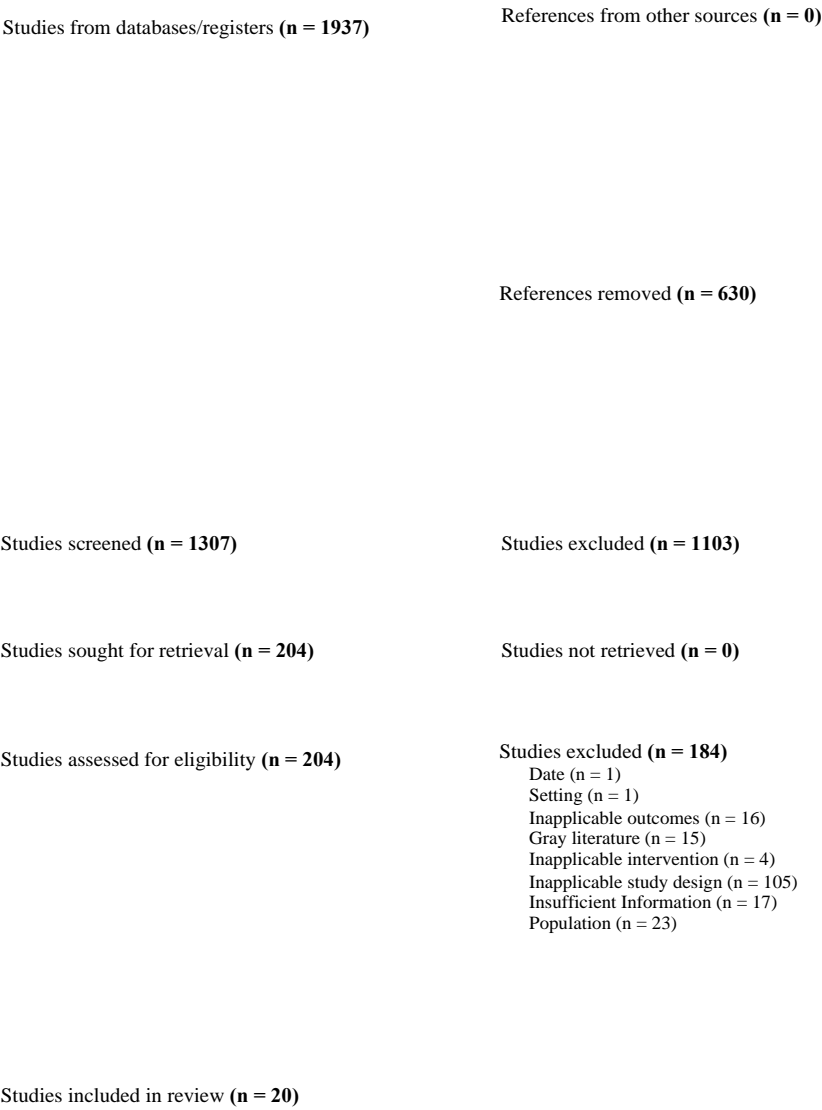 Studies from databases/registers (n = 1937)
References from other sources (n = 0)
References removed (n = 630)
Studies screened (n = 1307)
Studies excluded (n = 1103)
Studies sought for retrieval (n = 204)
Studies not retrieved (n = 0)
Studies assessed for eligibility (n = 204)
Studies excluded (n = 184)
Date (n = 1)
Setting (n = 1)
Inapplicable outcomes (n = 16)
Gray literature (n = 15)
Inapplicable intervention (n = 4)
Inapplicable study design (n = 105)
Insufficient Information (n = 17)
Population (n = 23)
Studies included in review (n = 20)